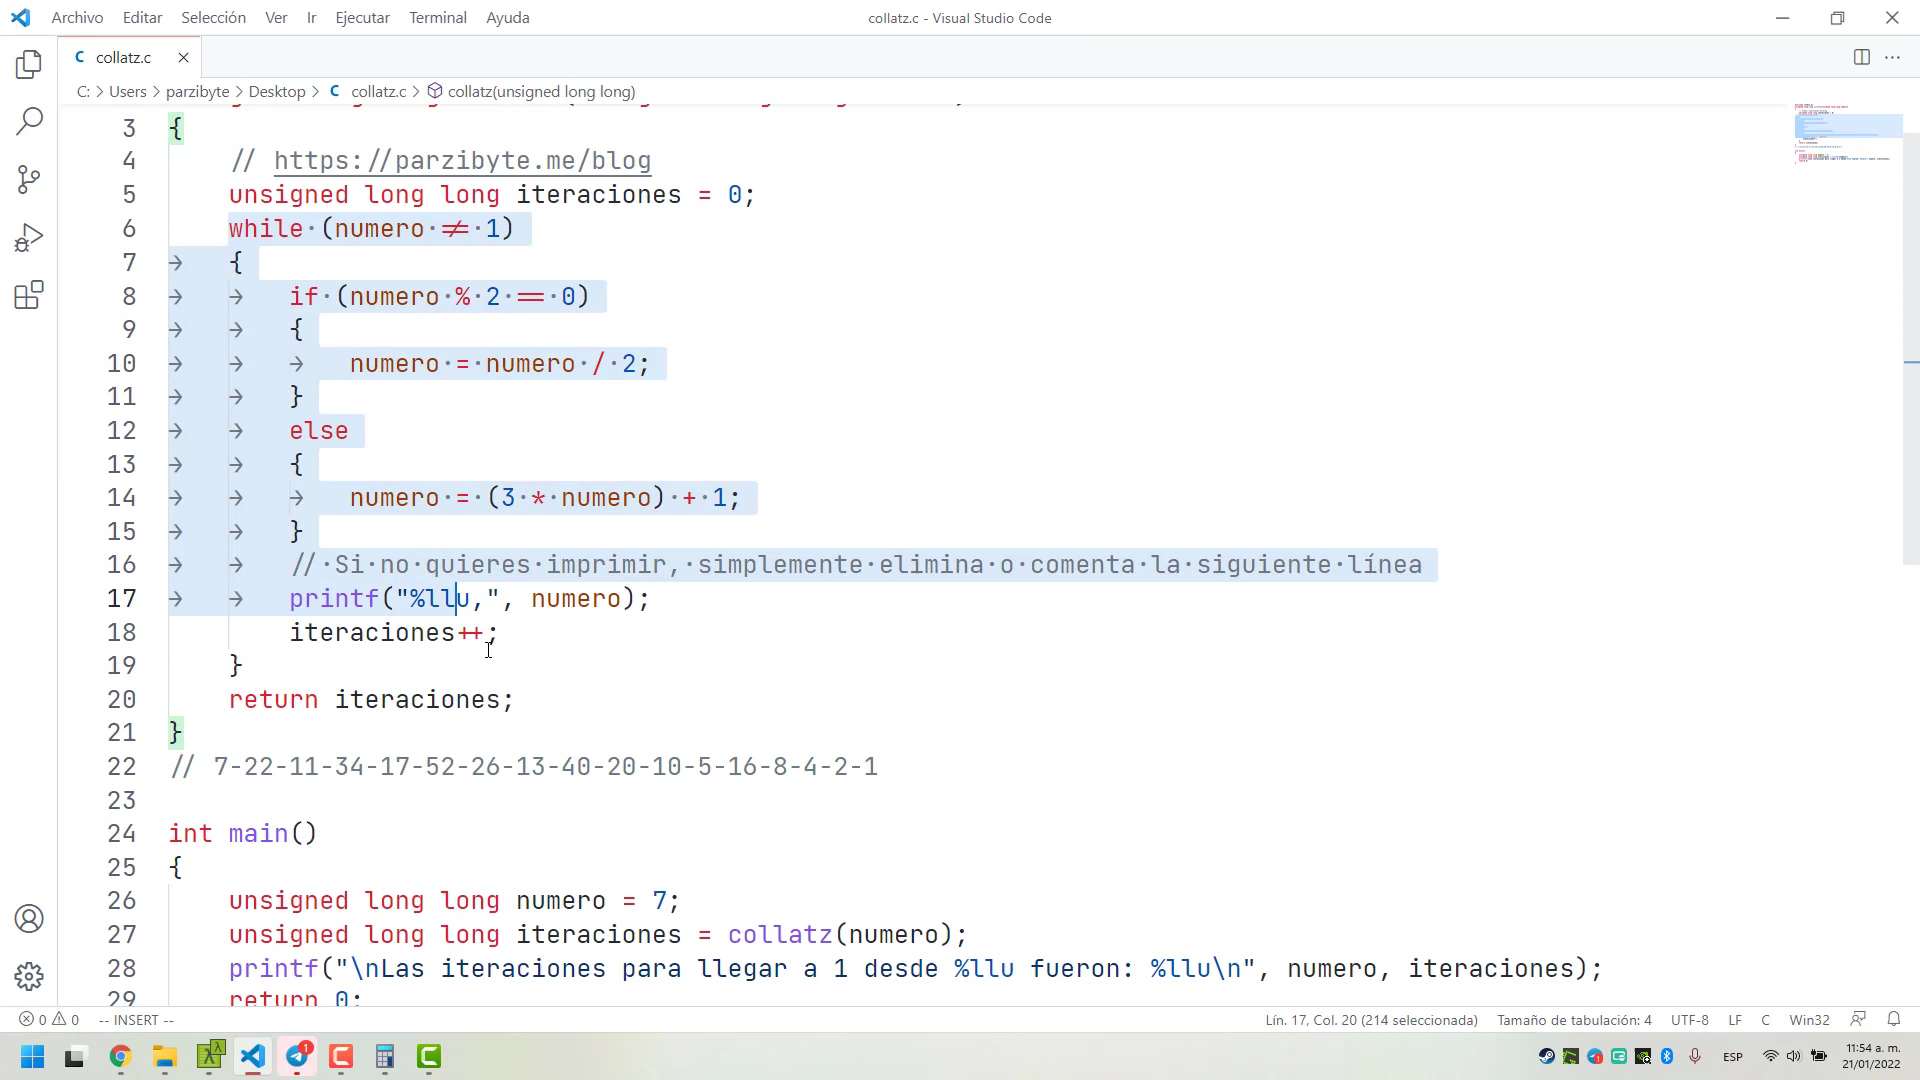 Archivo Editar Selección Ver Ir Ejecutar Terminal Ayuda
collatz.c - Visual Studio Code
C collatz.c
C: > Users > parzibyte > Desktop > C collatz.c > collatz(unsigned long long)
3 {
4 // https://parzibyte.me/blog
5 unsigned long long iteraciones = 0;
6 while (numero != 1)
7 {
8 if (numero % 2 == 0)
9 {
10 numero = numero / 2;
11 }
12 else
13 {
14 numero = (3 * numero) + 1;
15 }
16 // Si no quieres imprimir, simplemente elimina o comenta la siguiente línea
17 printf("%llu,", numero);
18 iteraciones++;
19 }
20 return iteraciones;
21 }
22 // 7-22-11-34-17-52-26-13-40-20-10-5-16-8-4-2-1
23
24 int main()
25 {
26 unsigned long long numero = 7;
27 unsigned long long iteraciones = collatz(numero);
28 printf("\nLas iteraciones para llegar a 1 desde %llu fueron: %llu\n", numero, iteraciones);
29 return 0;
0 0 -- INSERT --
Lín. 17, Col. 20 (214 seleccionada) Tamaño de tabulación: 4 UTF-8 LF C Win32
1
ESP
11:54 a. m.
21/01/2022